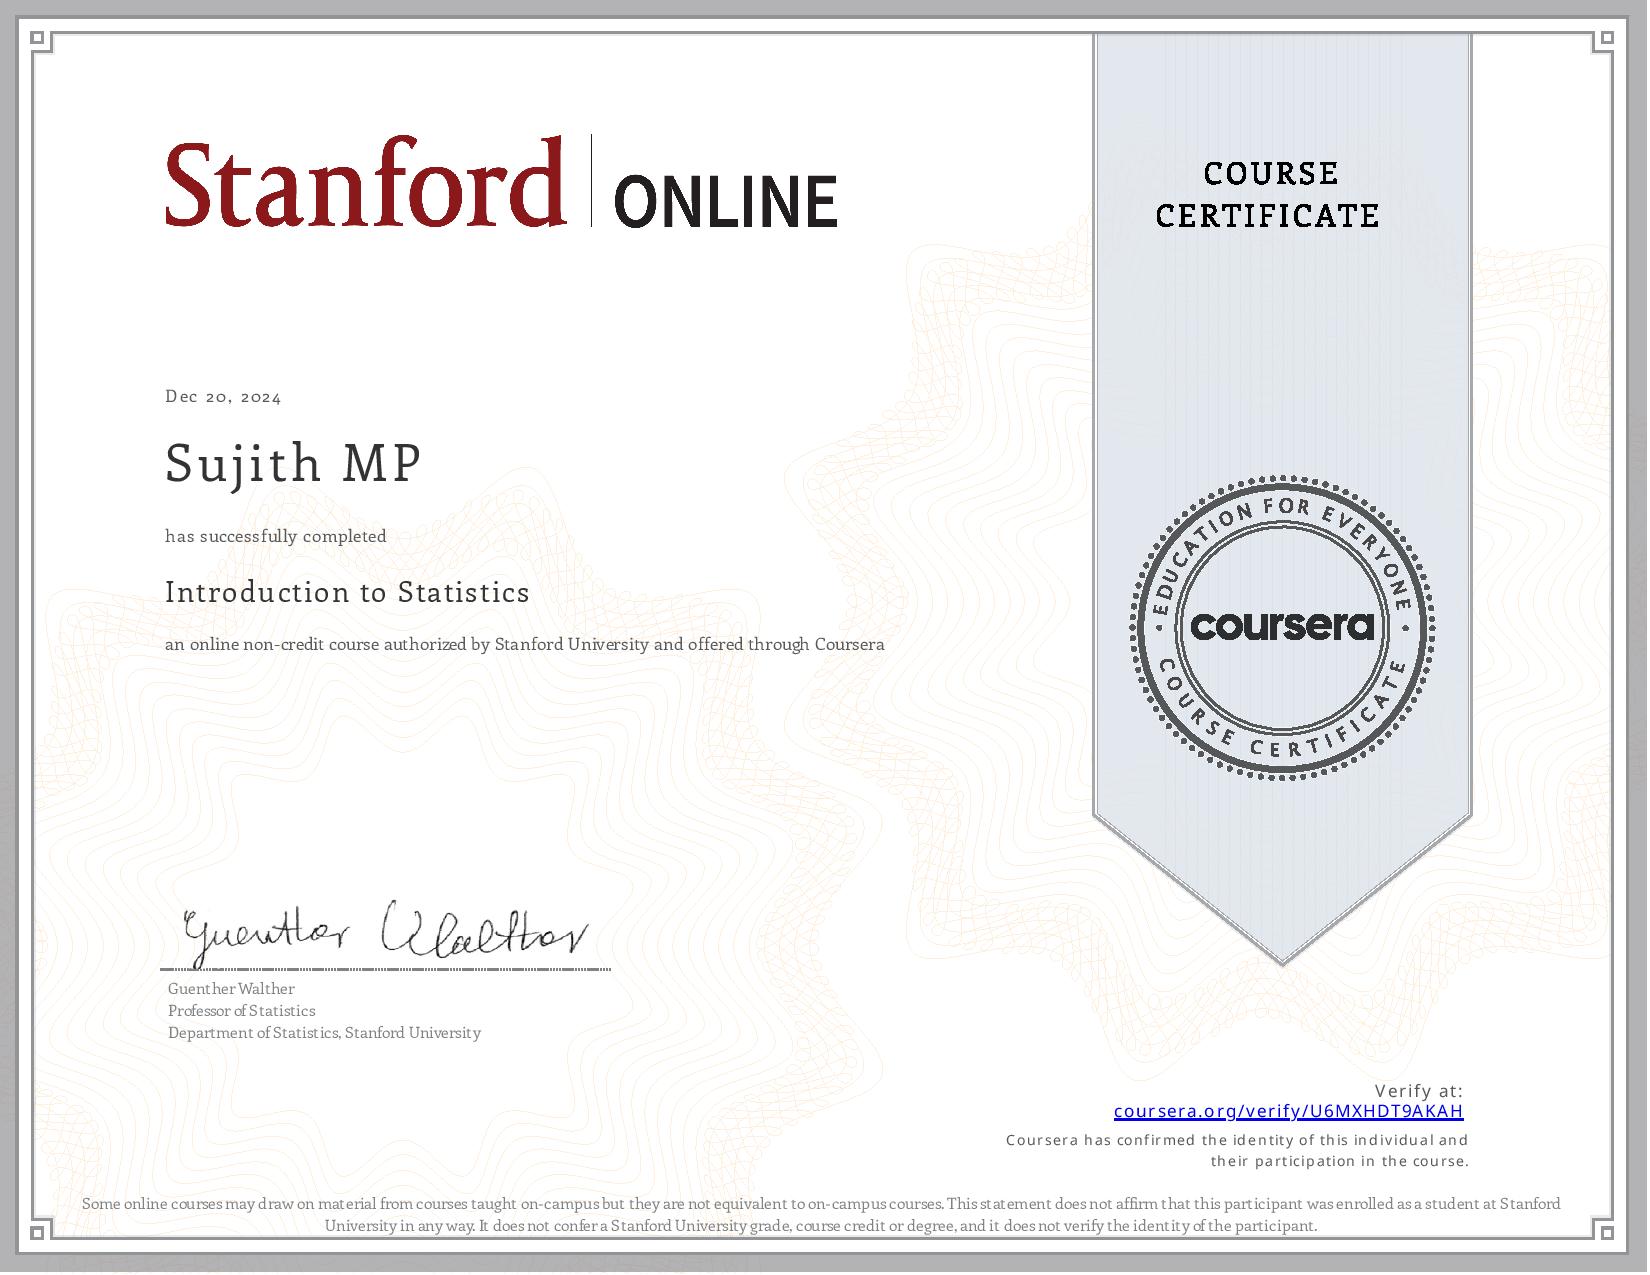 Stanford | ONLINE
COURSE
CERTIFICATE
Dec 20, 2024
Sujith MP
has successfully completed
Introduction to Statistics
an online non-credit course authorized by Stanford University and offered through Coursera
EDUCATION FOR EVERYONE
coursera
COURSE CERTIFICATE
Guenther Walther
Guenther Walther
Professor of Statistics
Department of Statistics, Stanford University
Verify at:
coursera.org/verify/U6MXHDT9AKAH
Coursera has confirmed the identity of this individual and
their participation in the course.
Some online courses may draw on material from courses taught on-campus but they are not equivalent to on-campus courses. This statement does not affirm that this participant was enrolled as a student at Stanford
University in any way. It does not confer a Stanford University grade, course credit or degree, and it does not verify the identity of the participant.